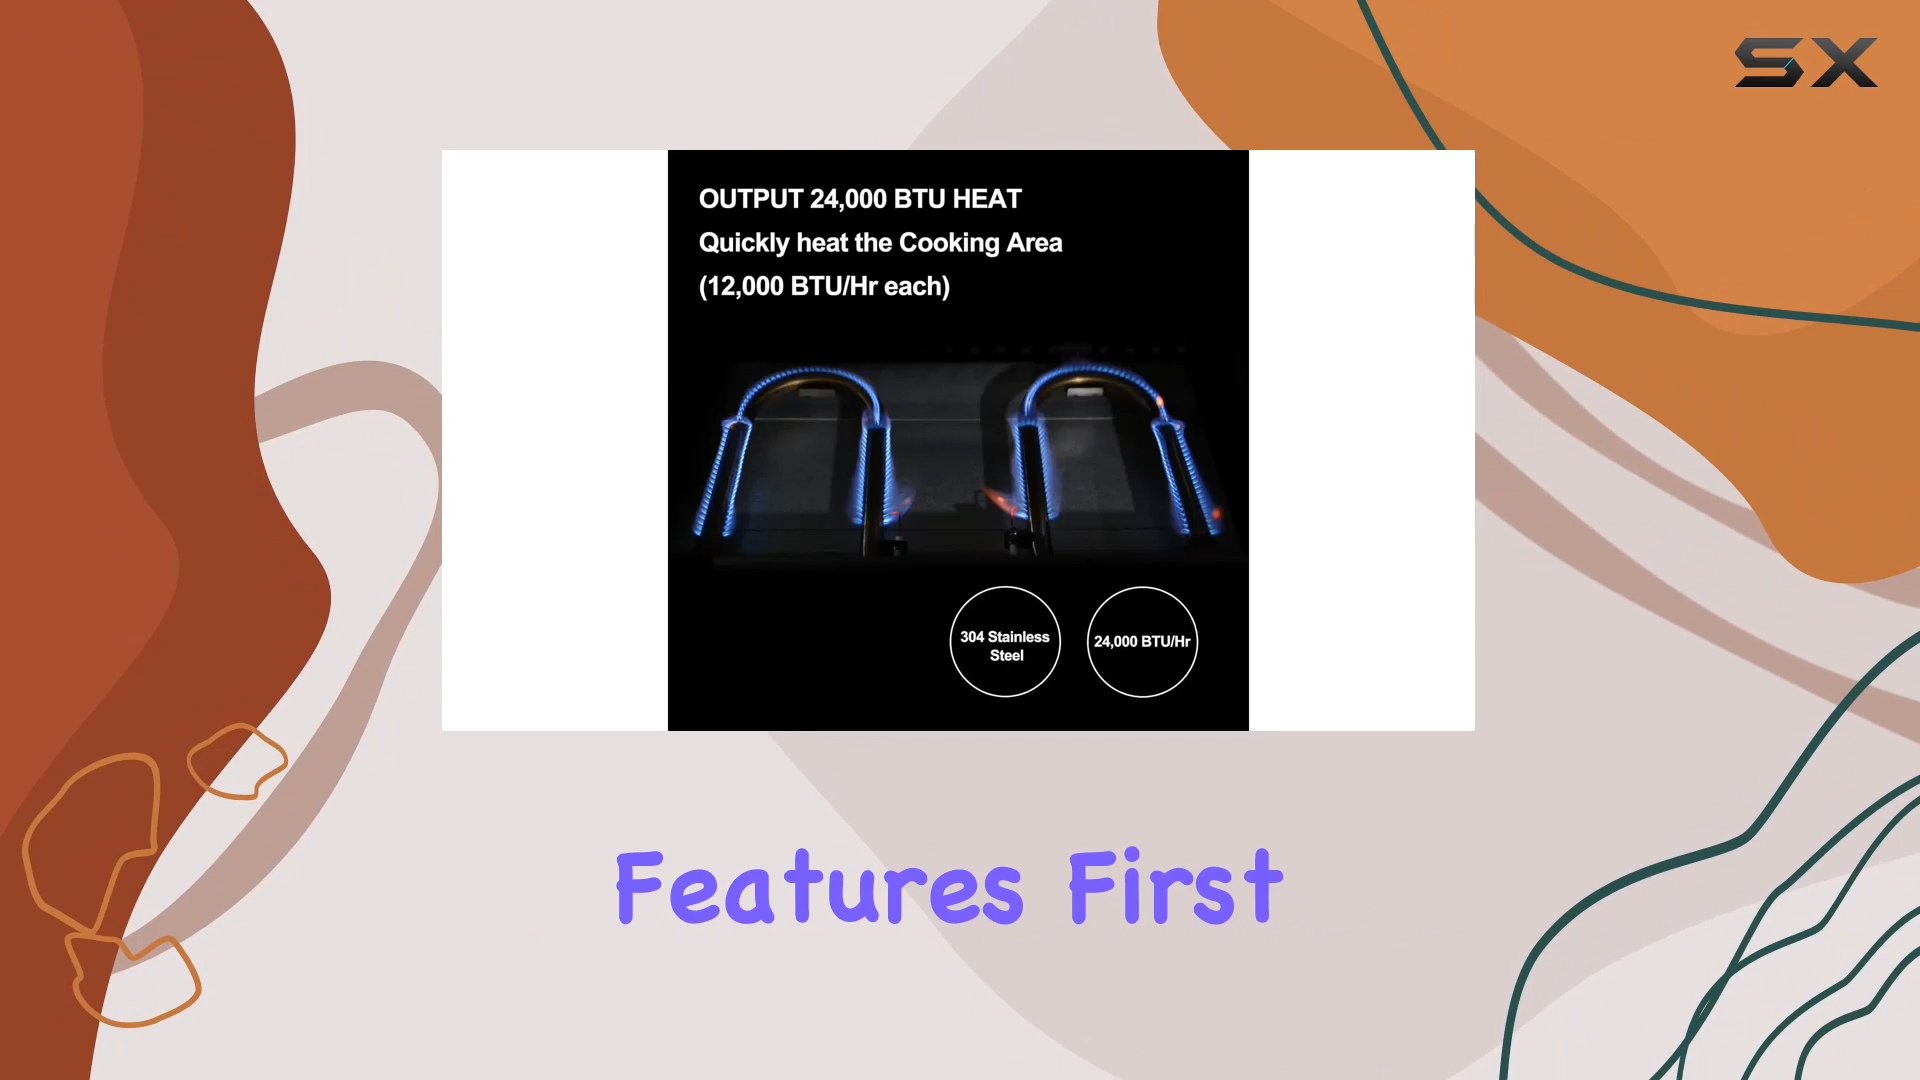 SX
OUTPUT 24,000 BTU HEAT
Quickly heat the Cooking Area
(12,000 BTU/Hr each)
304 Stainless
Steel
24,000 BTU/Hr
Features First